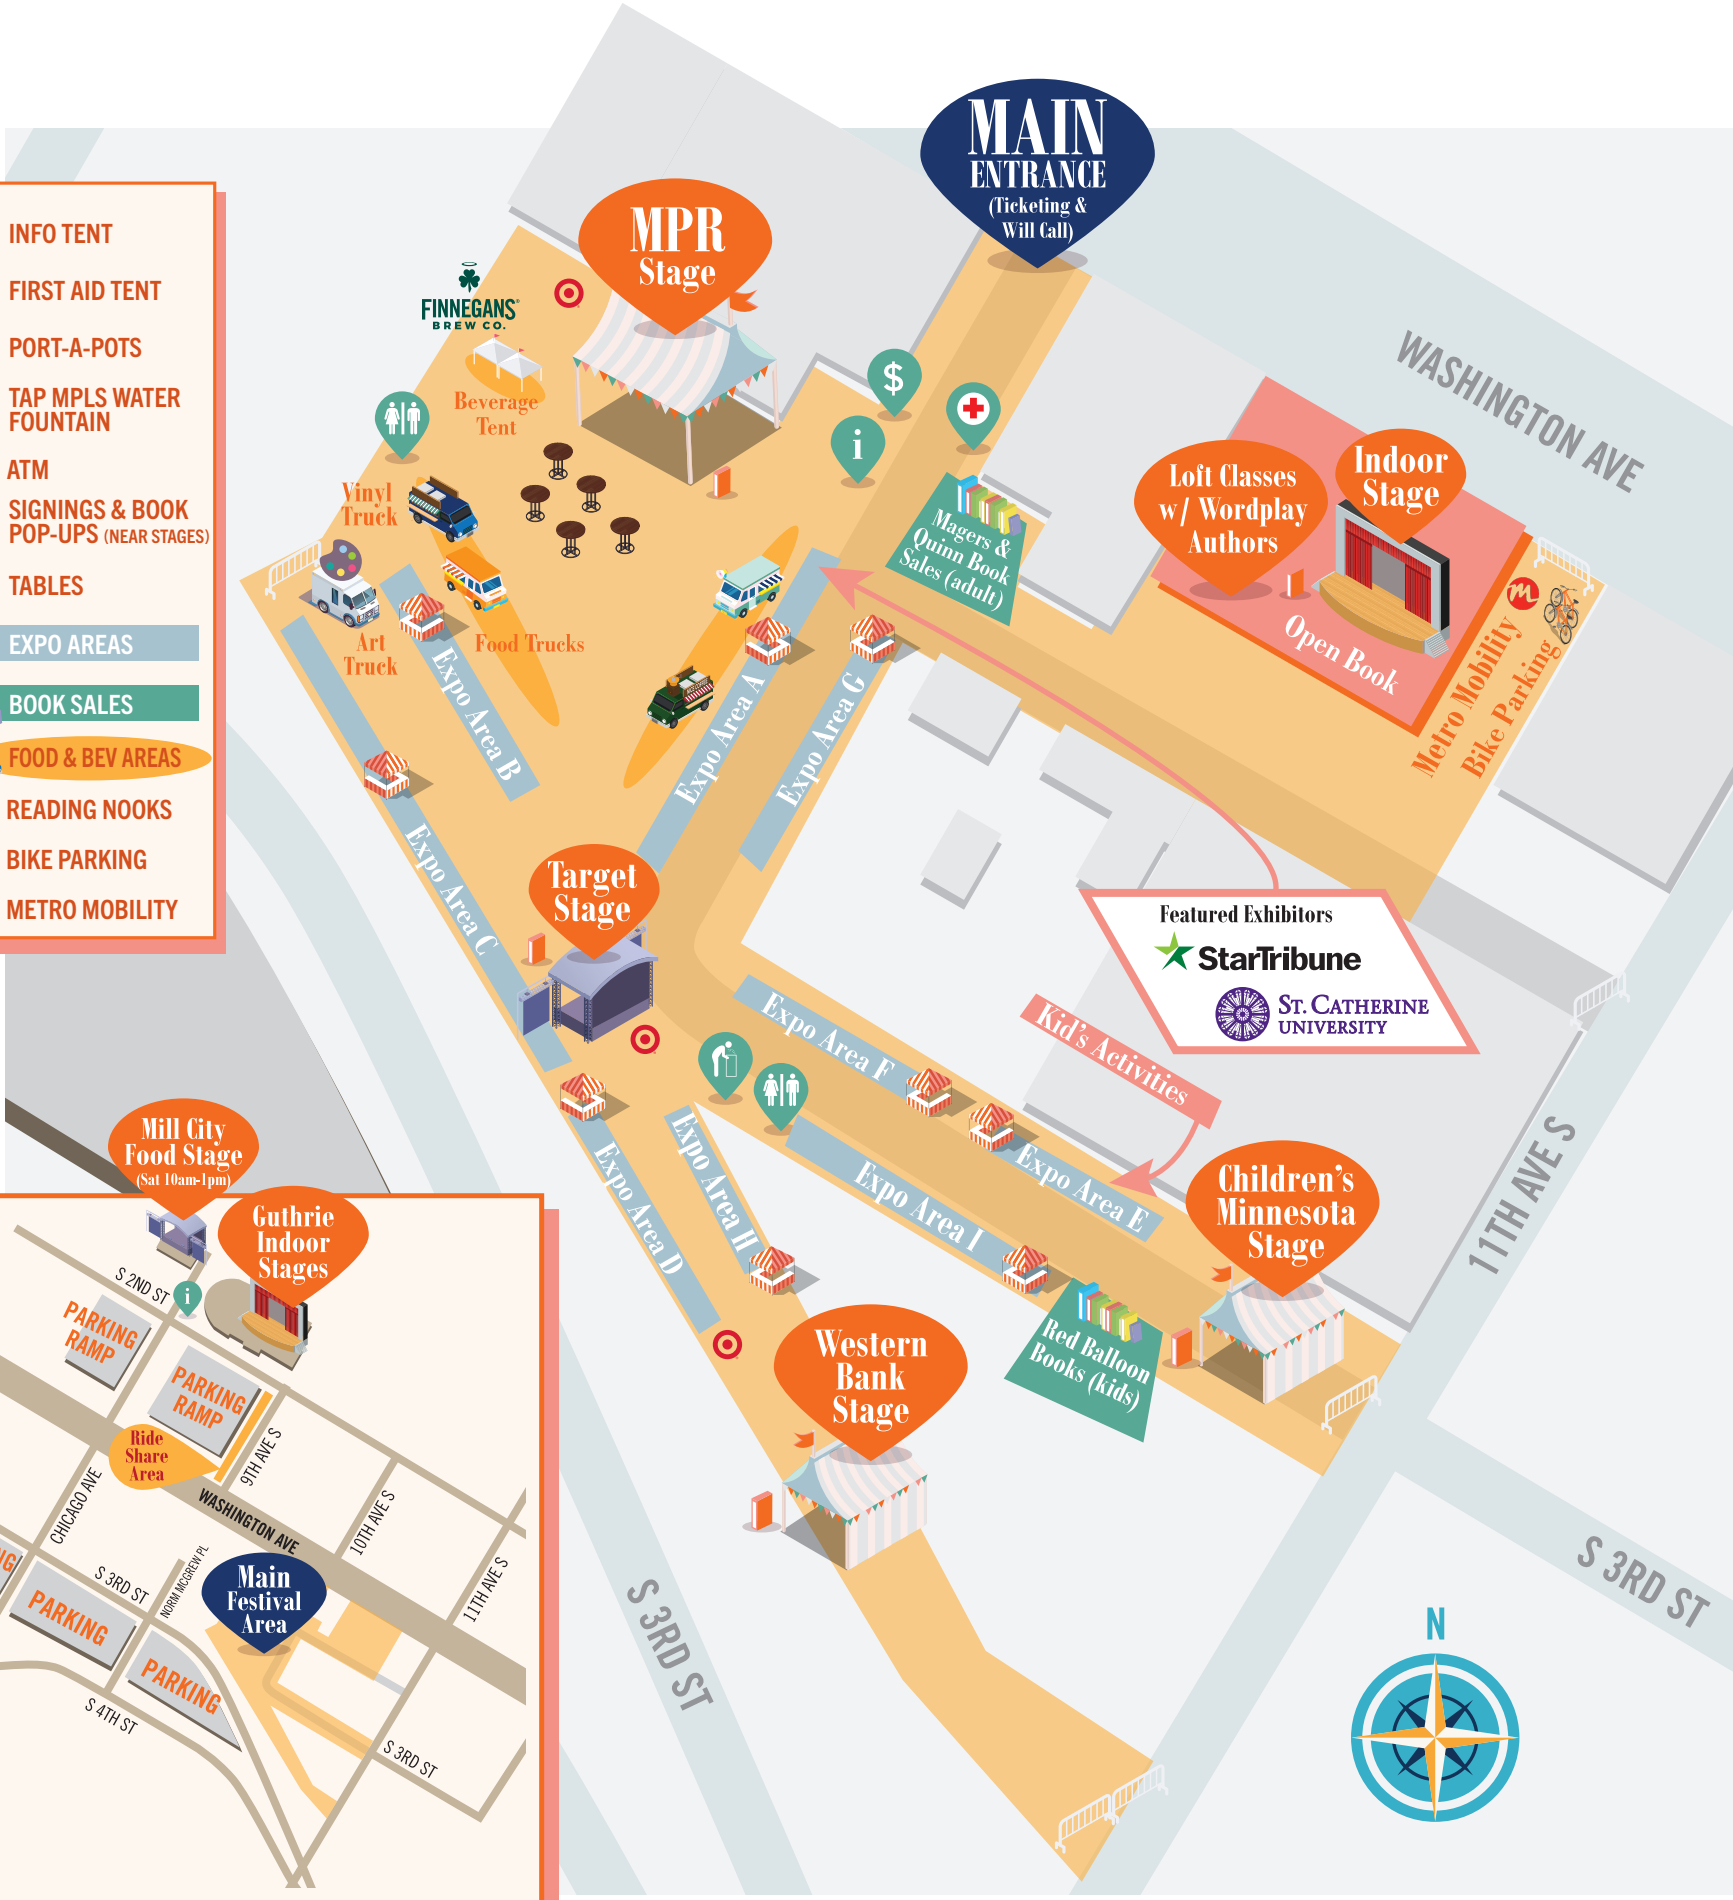 MAIN
ENTRANCE
(Ticketing &
Will Call)
MPR
Stage
INFO TENT
FIRST AID TENT
PORT-A-POTS
TAP MPLS WATER
FOUNTAIN
ATM
SIGNINGS & BOOK
POP-UPS (NEAR STAGES)
TABLES
EXPO AREAS
BOOK SALES
FOOD & BEV AREAS
READING NOOKS
BIKE PARKING
METRO MOBILITY
FINNEGANS®
BREW CO.
Beverage
Tent
$
i
Vinyl
Truck
Art
Truck
Food Trucks
Magers &
Quinn Book
Sales (adult)
WASHINGTON AVE
Loft Classes
w/ Wordplay
Authors
Indoor
Stage
Open Book
m
Metro Mobility
Bike Parking
Expo Area B
Expo Area A
Expo Area G
Expo Area C
Target
Stage
Featured Exhibitors
StarTribune
ST. CATHERINE
UNIVERSITY
Kid's Activities
Expo Area F
Expo Area E
Expo Area H
Expo Area D
Expo Area I
Children's
Minnesota
Stage
11TH AVE S
Red Balloon
Books (kids)
Western
Bank
Stage
S 3RD ST
S 3RD ST
N
Mill City
Food Stage
(Sat 10am-1pm)
Guthrie
Indoor
Stages
S 2ND ST
i
PARKING
RAMP
PARKING
RAMP
Ride
Share
Area
9TH AVE S
CHICAGO AVE
WASHINGTON AVE
10TH AVE S
11TH AVE S
S 3RD ST
NORM MCGREW PL
Main
Festival
Area
NG
PARKING
PARKING
S 4TH ST
S 3RD ST